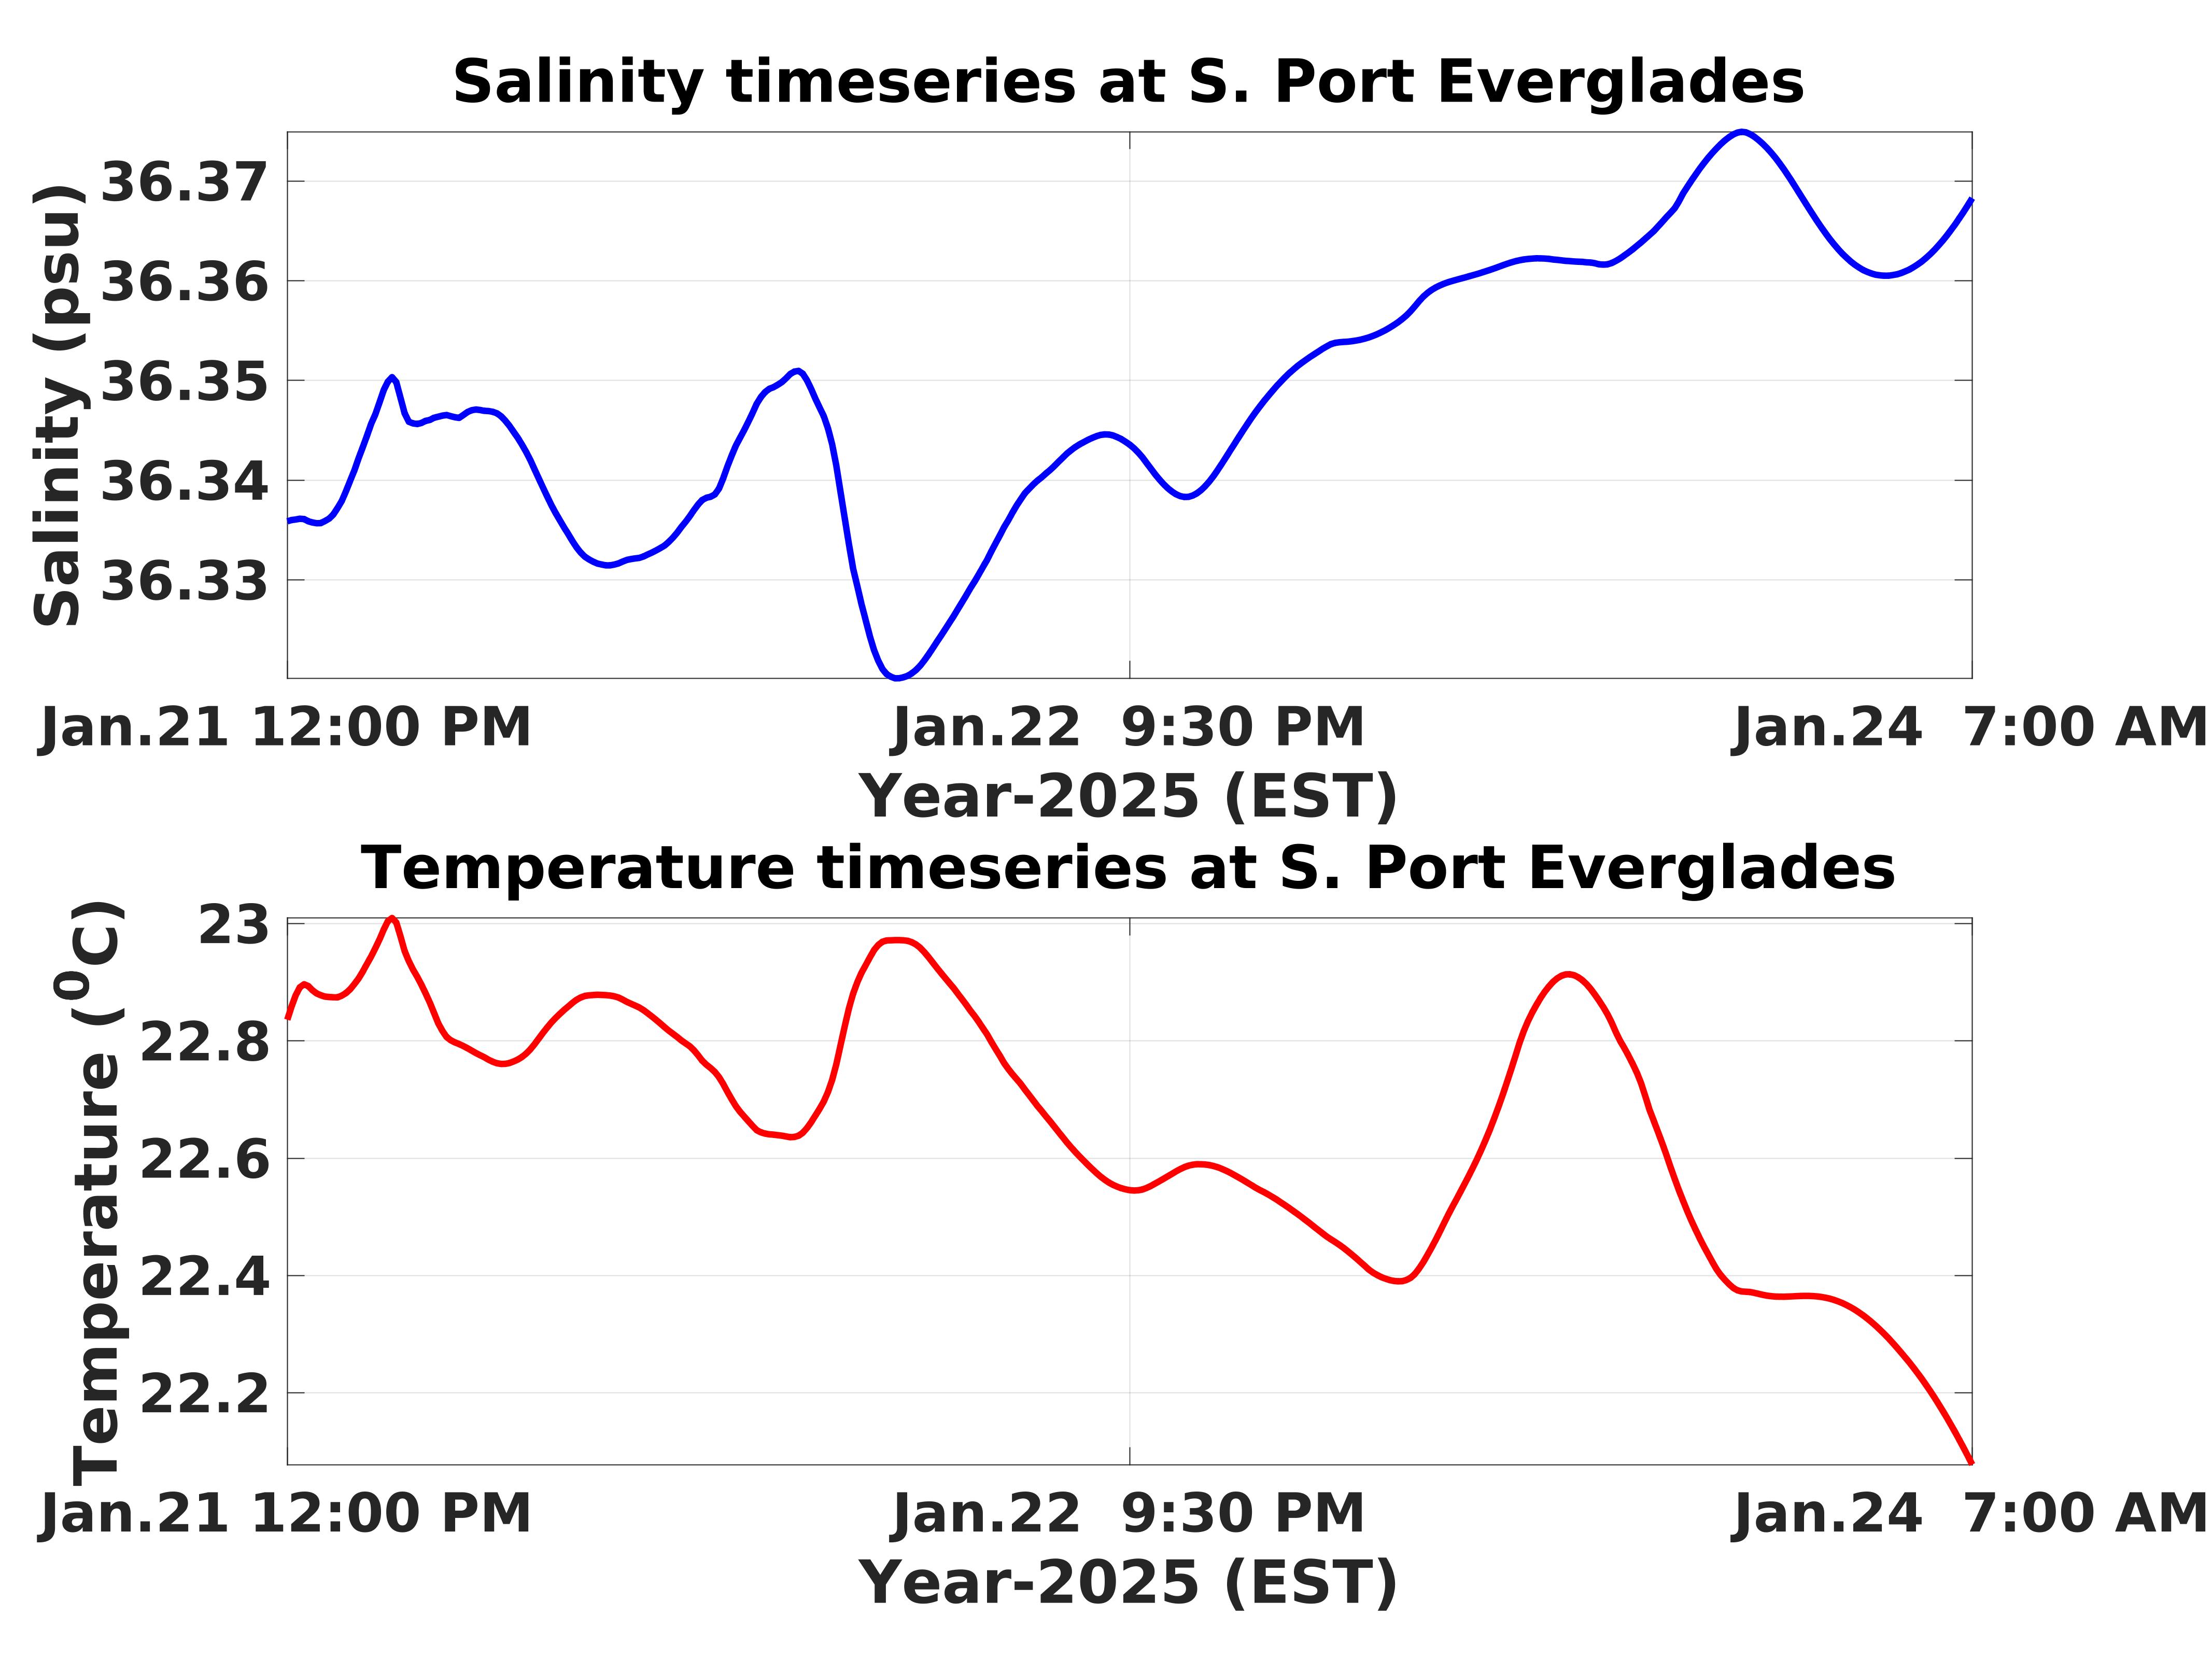 Salinity timeseries at S. Port Everglades
Salinity (psu)
36.37
36.36
36.35
36.34
36.33
Jan.21 12:00 PM
Jan.22  9:30 PM
Jan.24  7:00 AM
Year-2025 (EST)
Temperature timeseries at S. Port Everglades
Temperature (⁰C)
23
22.8
22.6
22.4
22.2
Jan.21 12:00 PM
Jan.22  9:30 PM
Jan.24  7:00 AM
Year-2025 (EST)